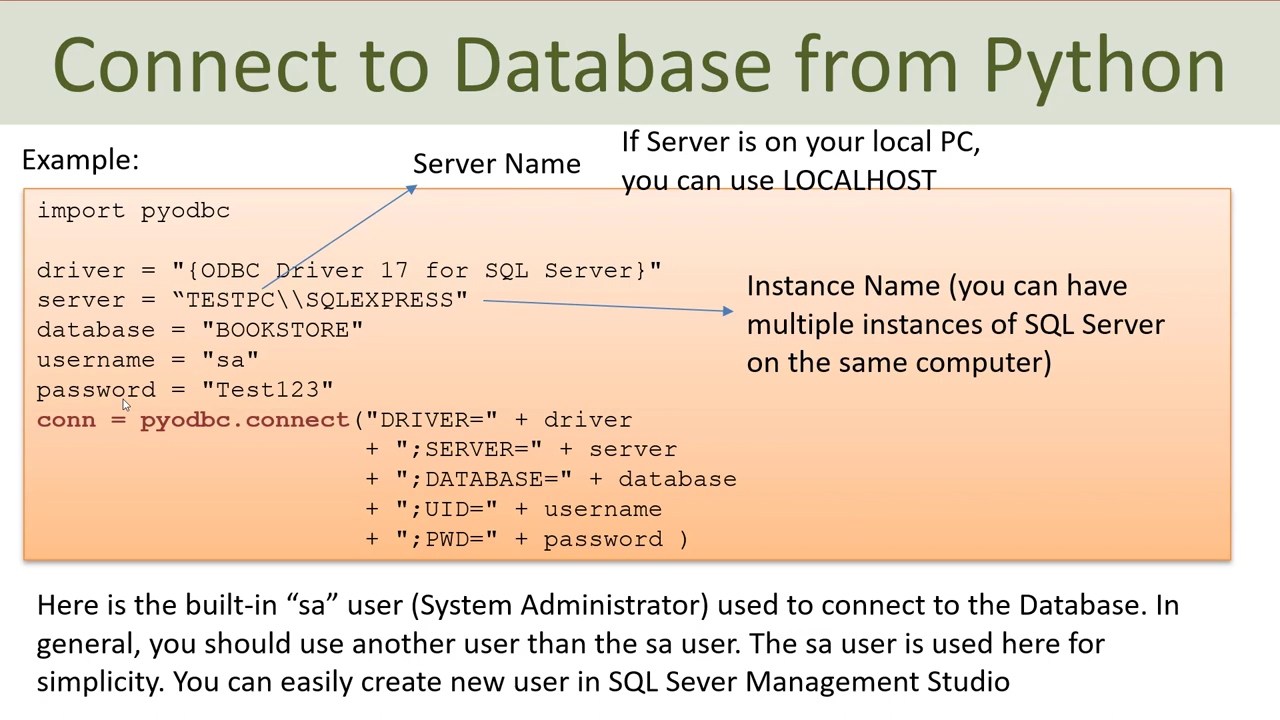 Connect to Database from Python
Example:
Server Name
If Server is on your local PC,
you can use LOCALHOST
import pyodbc
driver = "{ODBC Driver 17 for SQL Server}"
server = “TESTPC\\SQLEXPRESS"
database = "BOOKSTORE"
username = "sa"
password = "Test123"
conn = pyodbc.connect("DRIVER=" + driver
+ ";SERVER=" + server
+ ";DATABASE=" + database
+ ";UID=" + username
+ ";PWD=" + password )
Instance Name (you can have
multiple instances of SQL Server
on the same computer)
Here is the built-in “sa” user (System Administrator) used to connect to the Database. In
general, you should use another user than the sa user. The sa user is used here for
simplicity. You can easily create new user in SQL Sever Management Studio